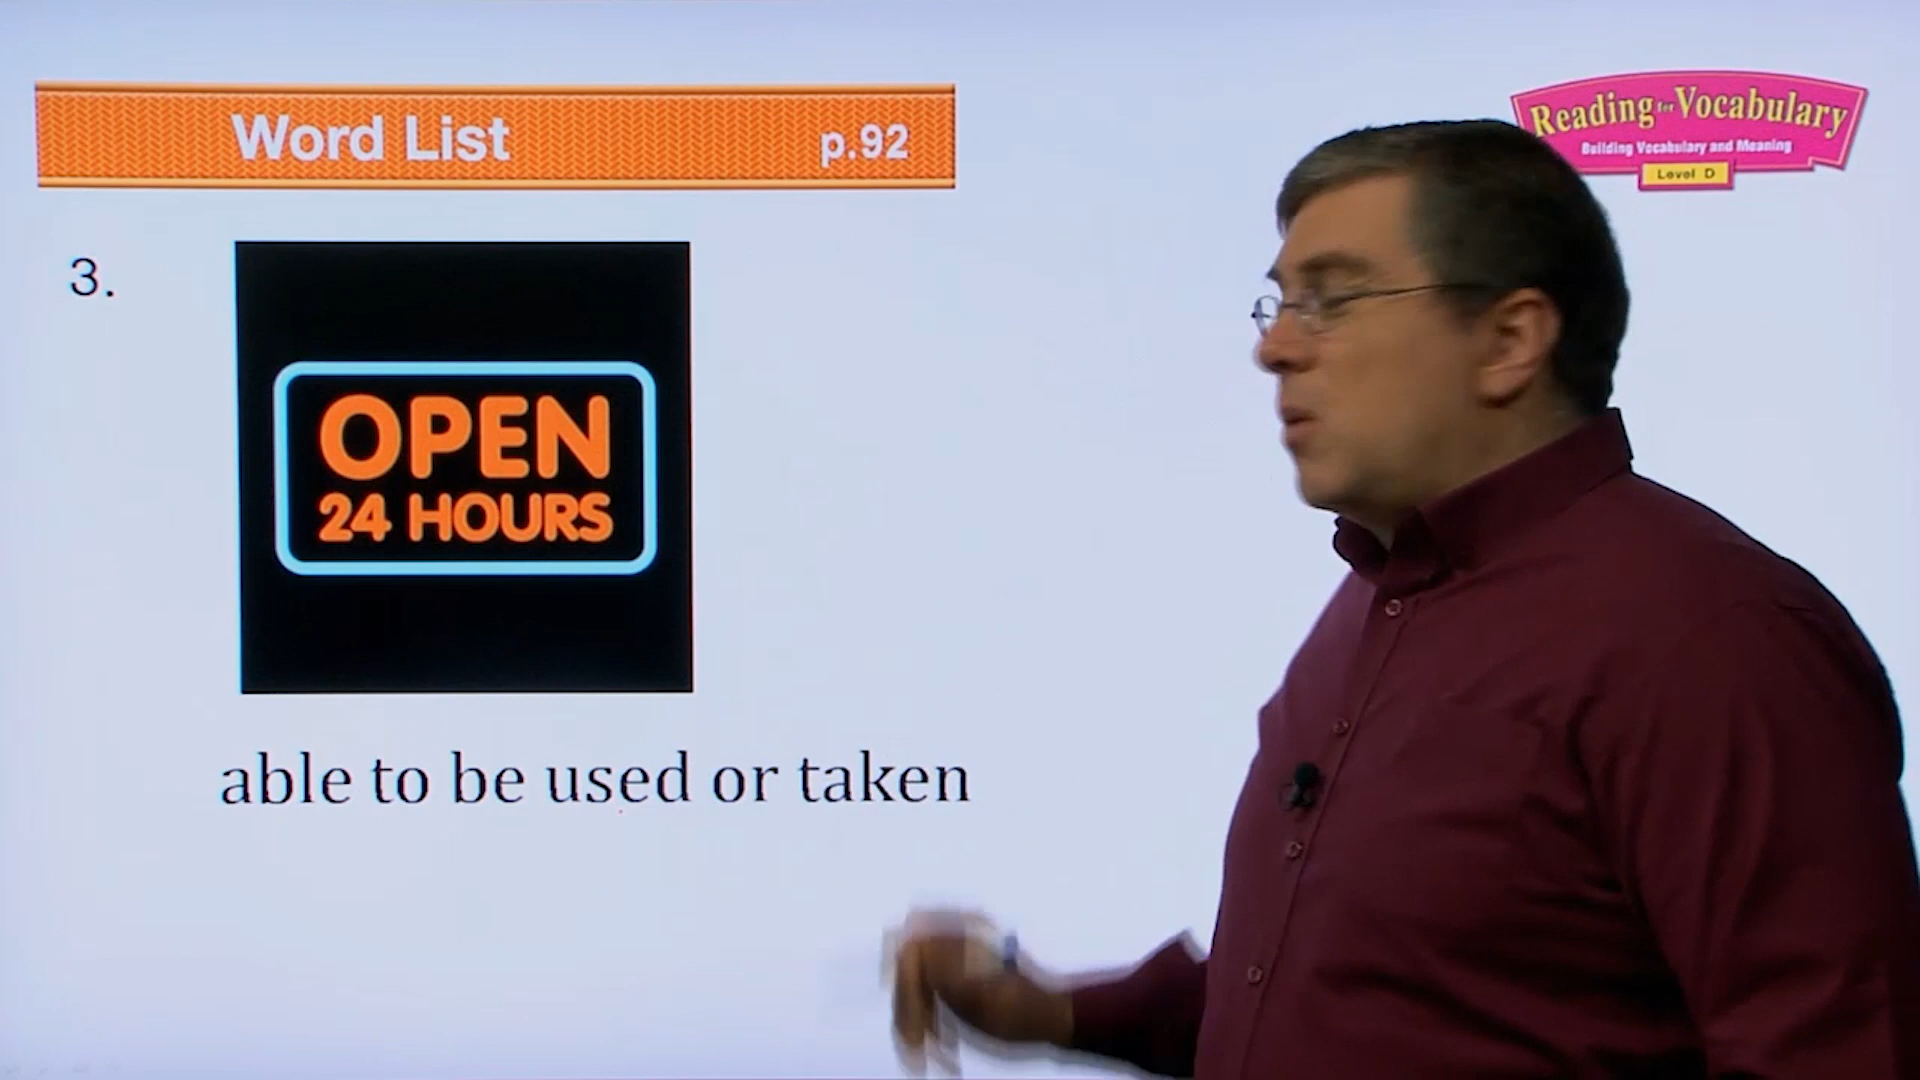 Word List p.92
Reading for Vocabulary
Building Vocabulary and Meaning
Level D
3.
OPEN
24 HOURS
able to be used or taken